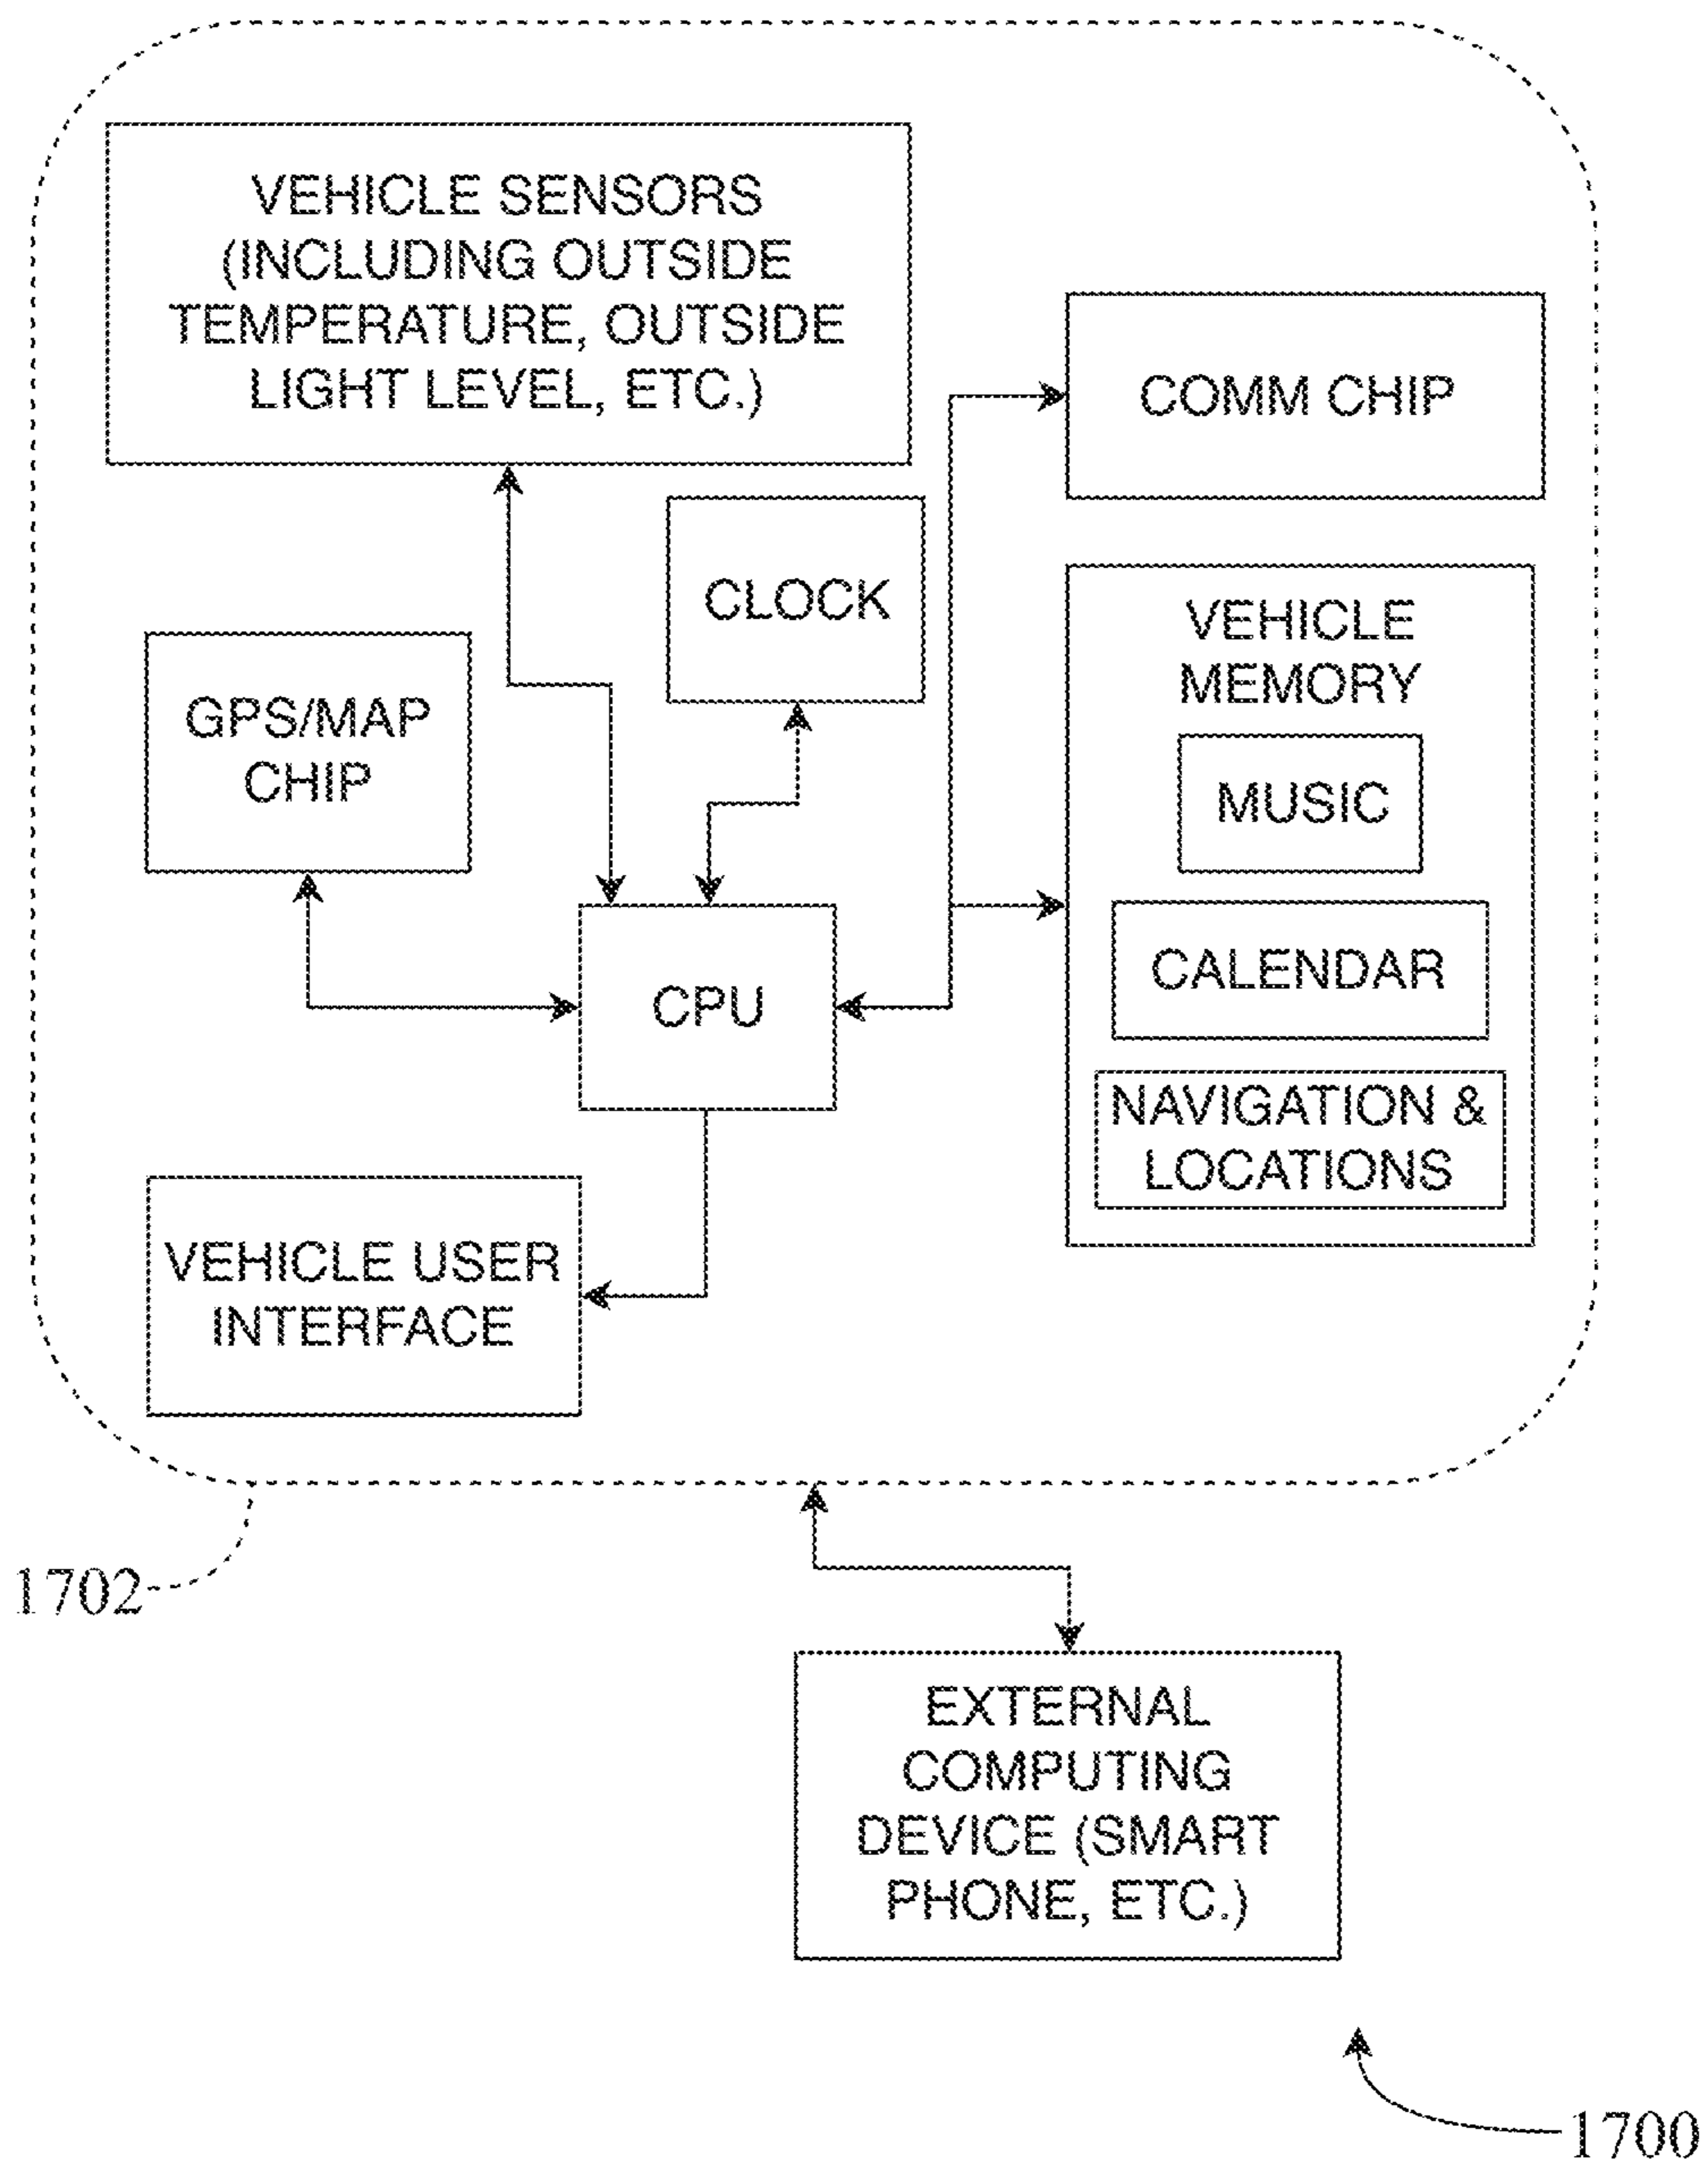 VEHICLE SENSORS
(INCLUDING OUTSIDE
TEMPERATURE, OUTSIDE
LIGHT LEVEL, ETC.)
COMM CHIP
CLOCK
VEHICLE
MEMORY
GPS/MAP
CHIP
MUSIC
CALENDAR
CPU
NAVIGATION &
LOCATIONS
VEHICLE USER
INTERFACE
1702
EXTERNAL
COMPUTING
DEVICE (SMART
PHONE, ETC.)
1700